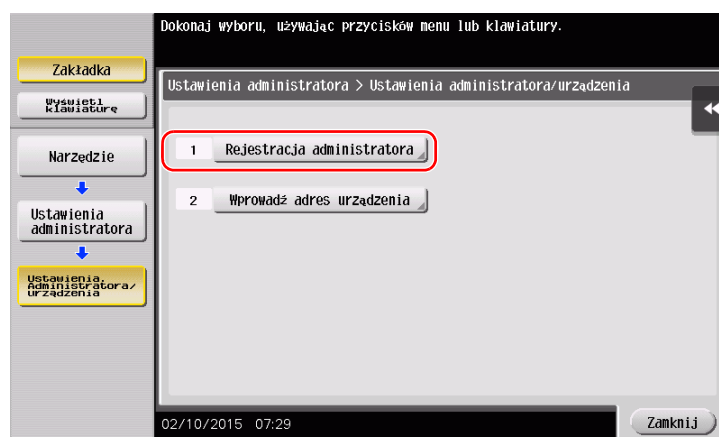 Dokonaj wyboru, używając przycisków menu lub klawiatury.
Zakładka
Wyświetl
klawiaturę
Narzędzie
Ustawienia
administratora
Ustawienia.
Administratora/
urządzenia
Ustawienia administratora > Ustawienia administratora/urządzenia
1 Rejestracja administratora
2 Wprowadź adres urządzenia
02/10/2015 07:29
Zamknij